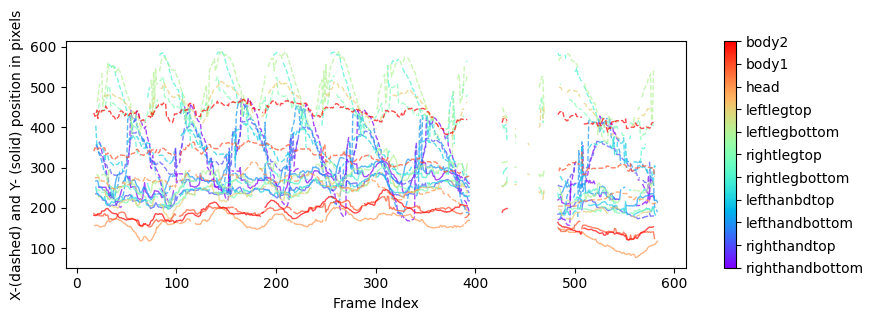 X-(dashed) and Y- (solid) position in pixels
600
500
400
300
200
100
0
100
200
300
400
500
600
Frame Index
body2
body1
head
leftlegtop
leftlegbottom
rightlegtop
rightlegbottom
lefthanbdtop
lefthandbottom
righthandtop
righthandbottom